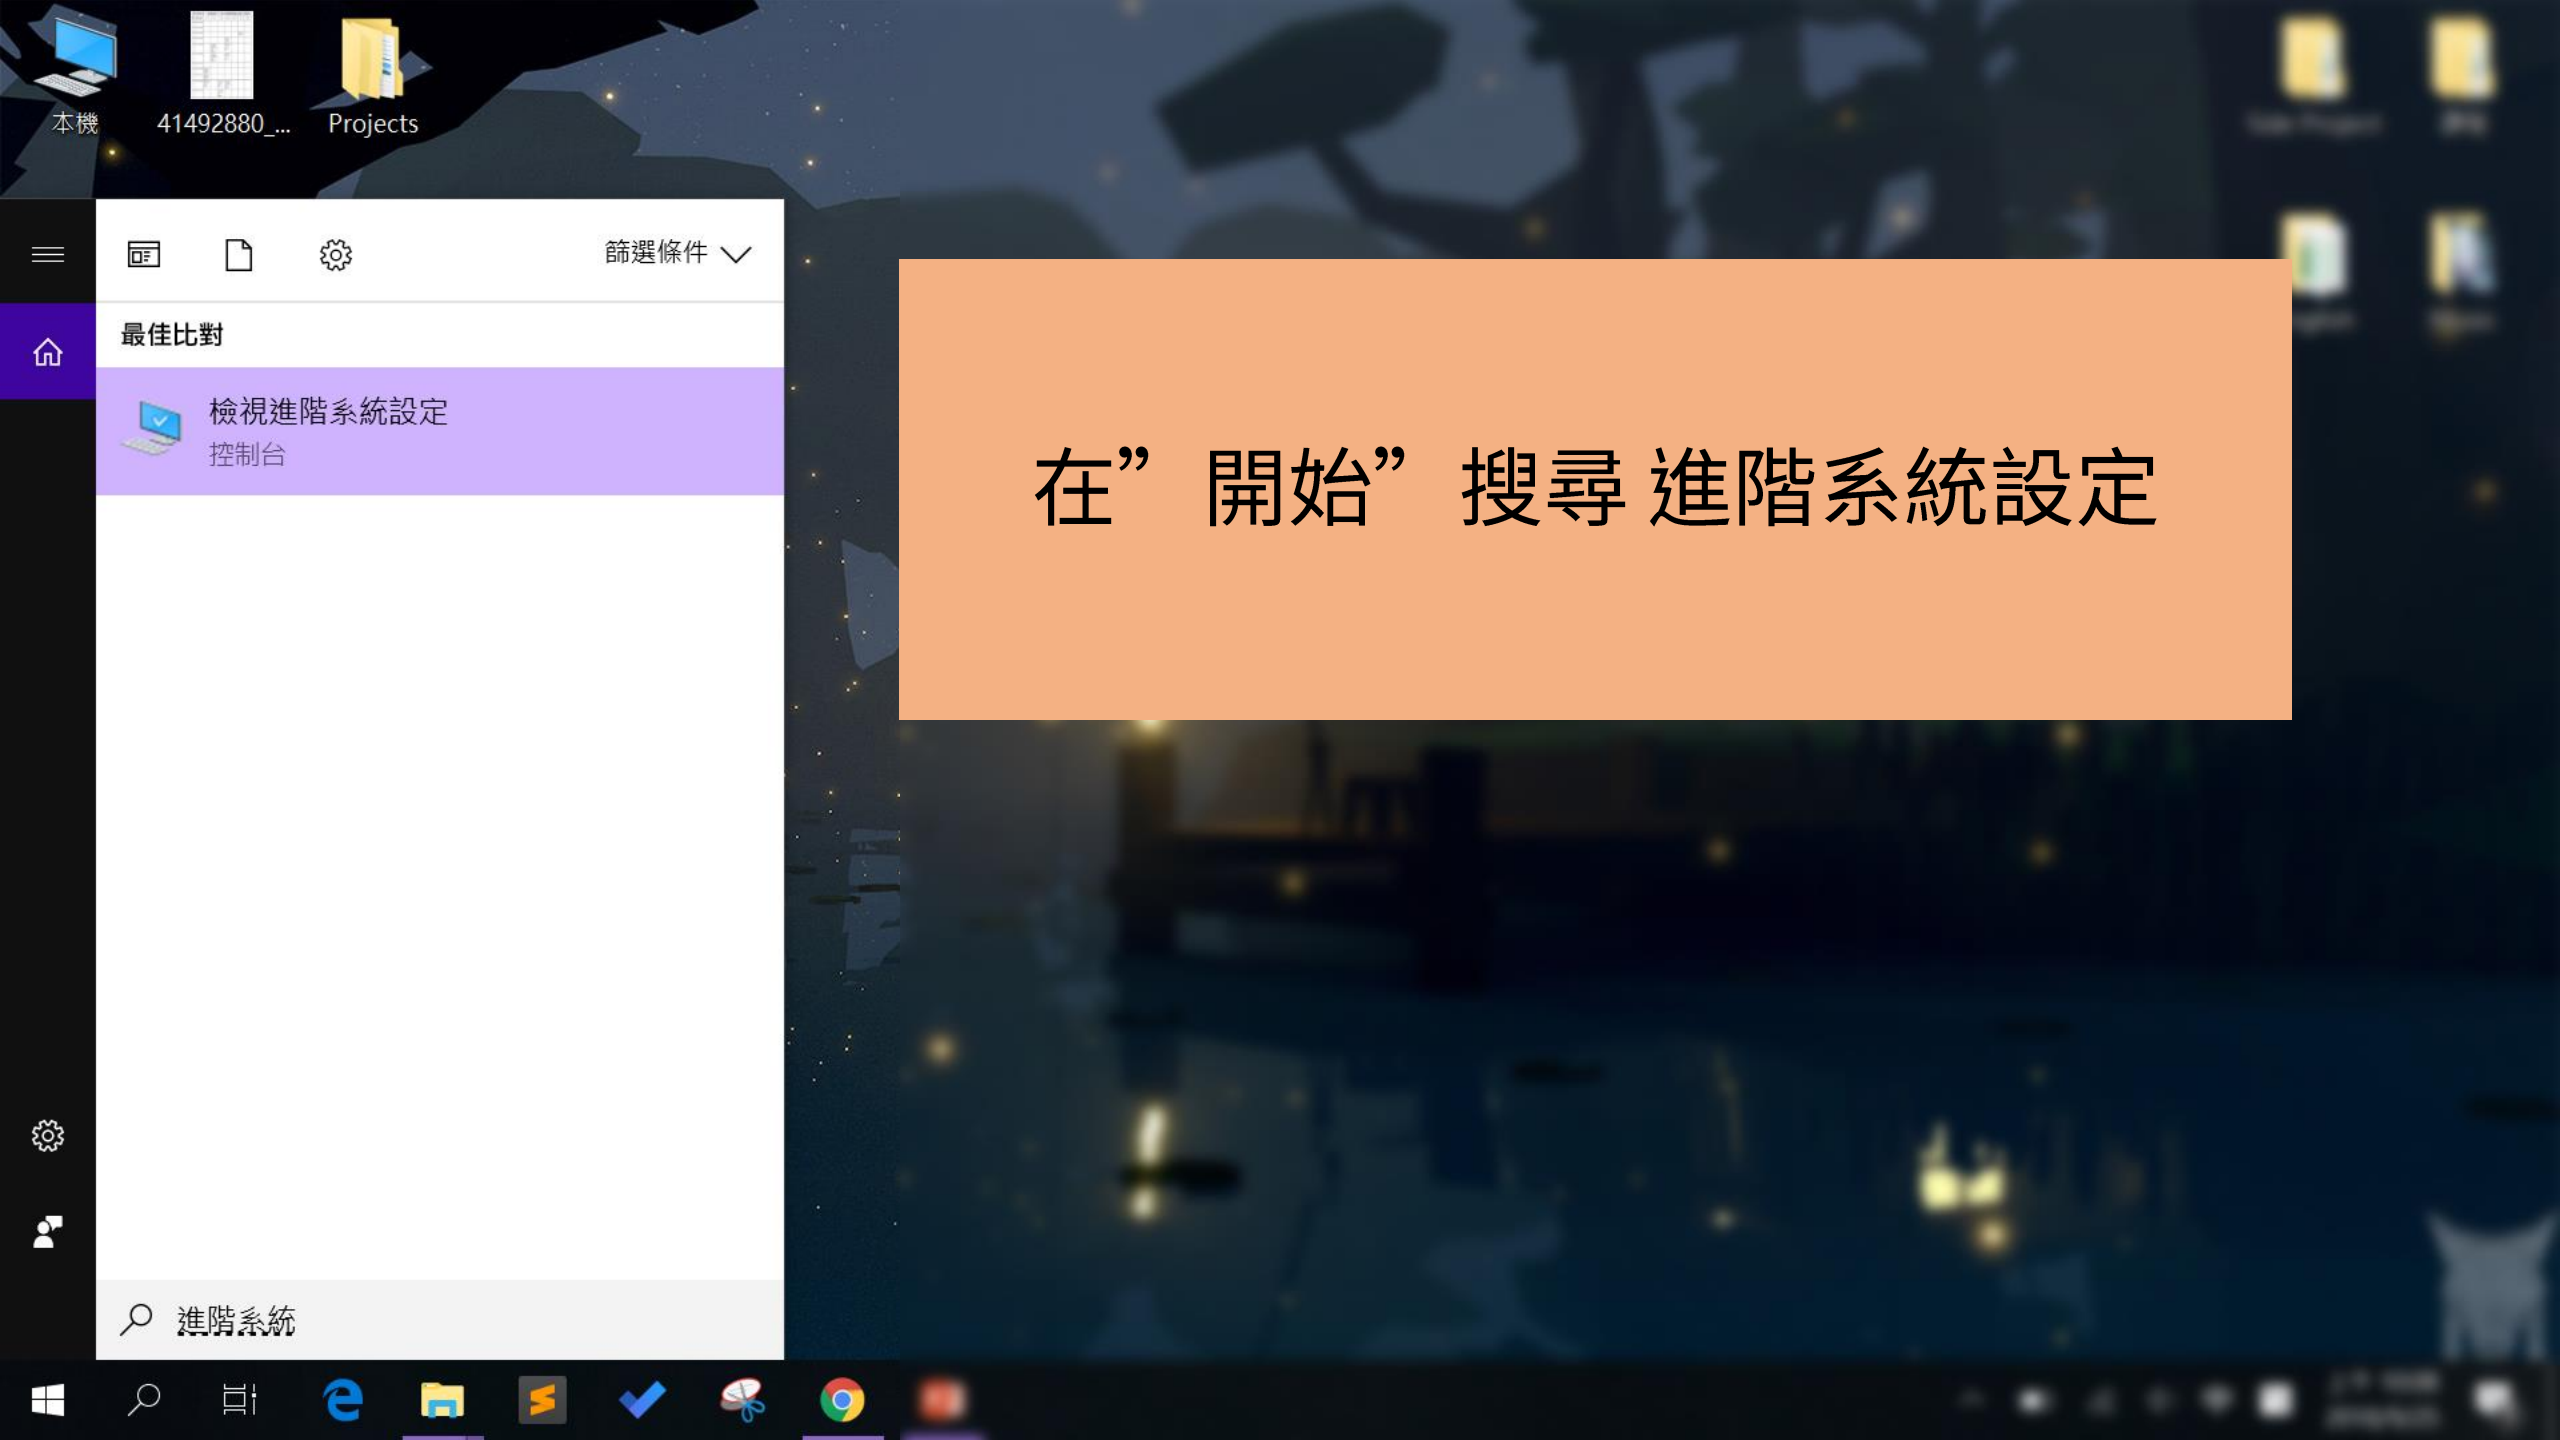 本機
41492880_...
Projects
篩選條件
最佳比對
檢視進階系統設定
控制台
在”開始”搜尋 進階系統設定
進階系統